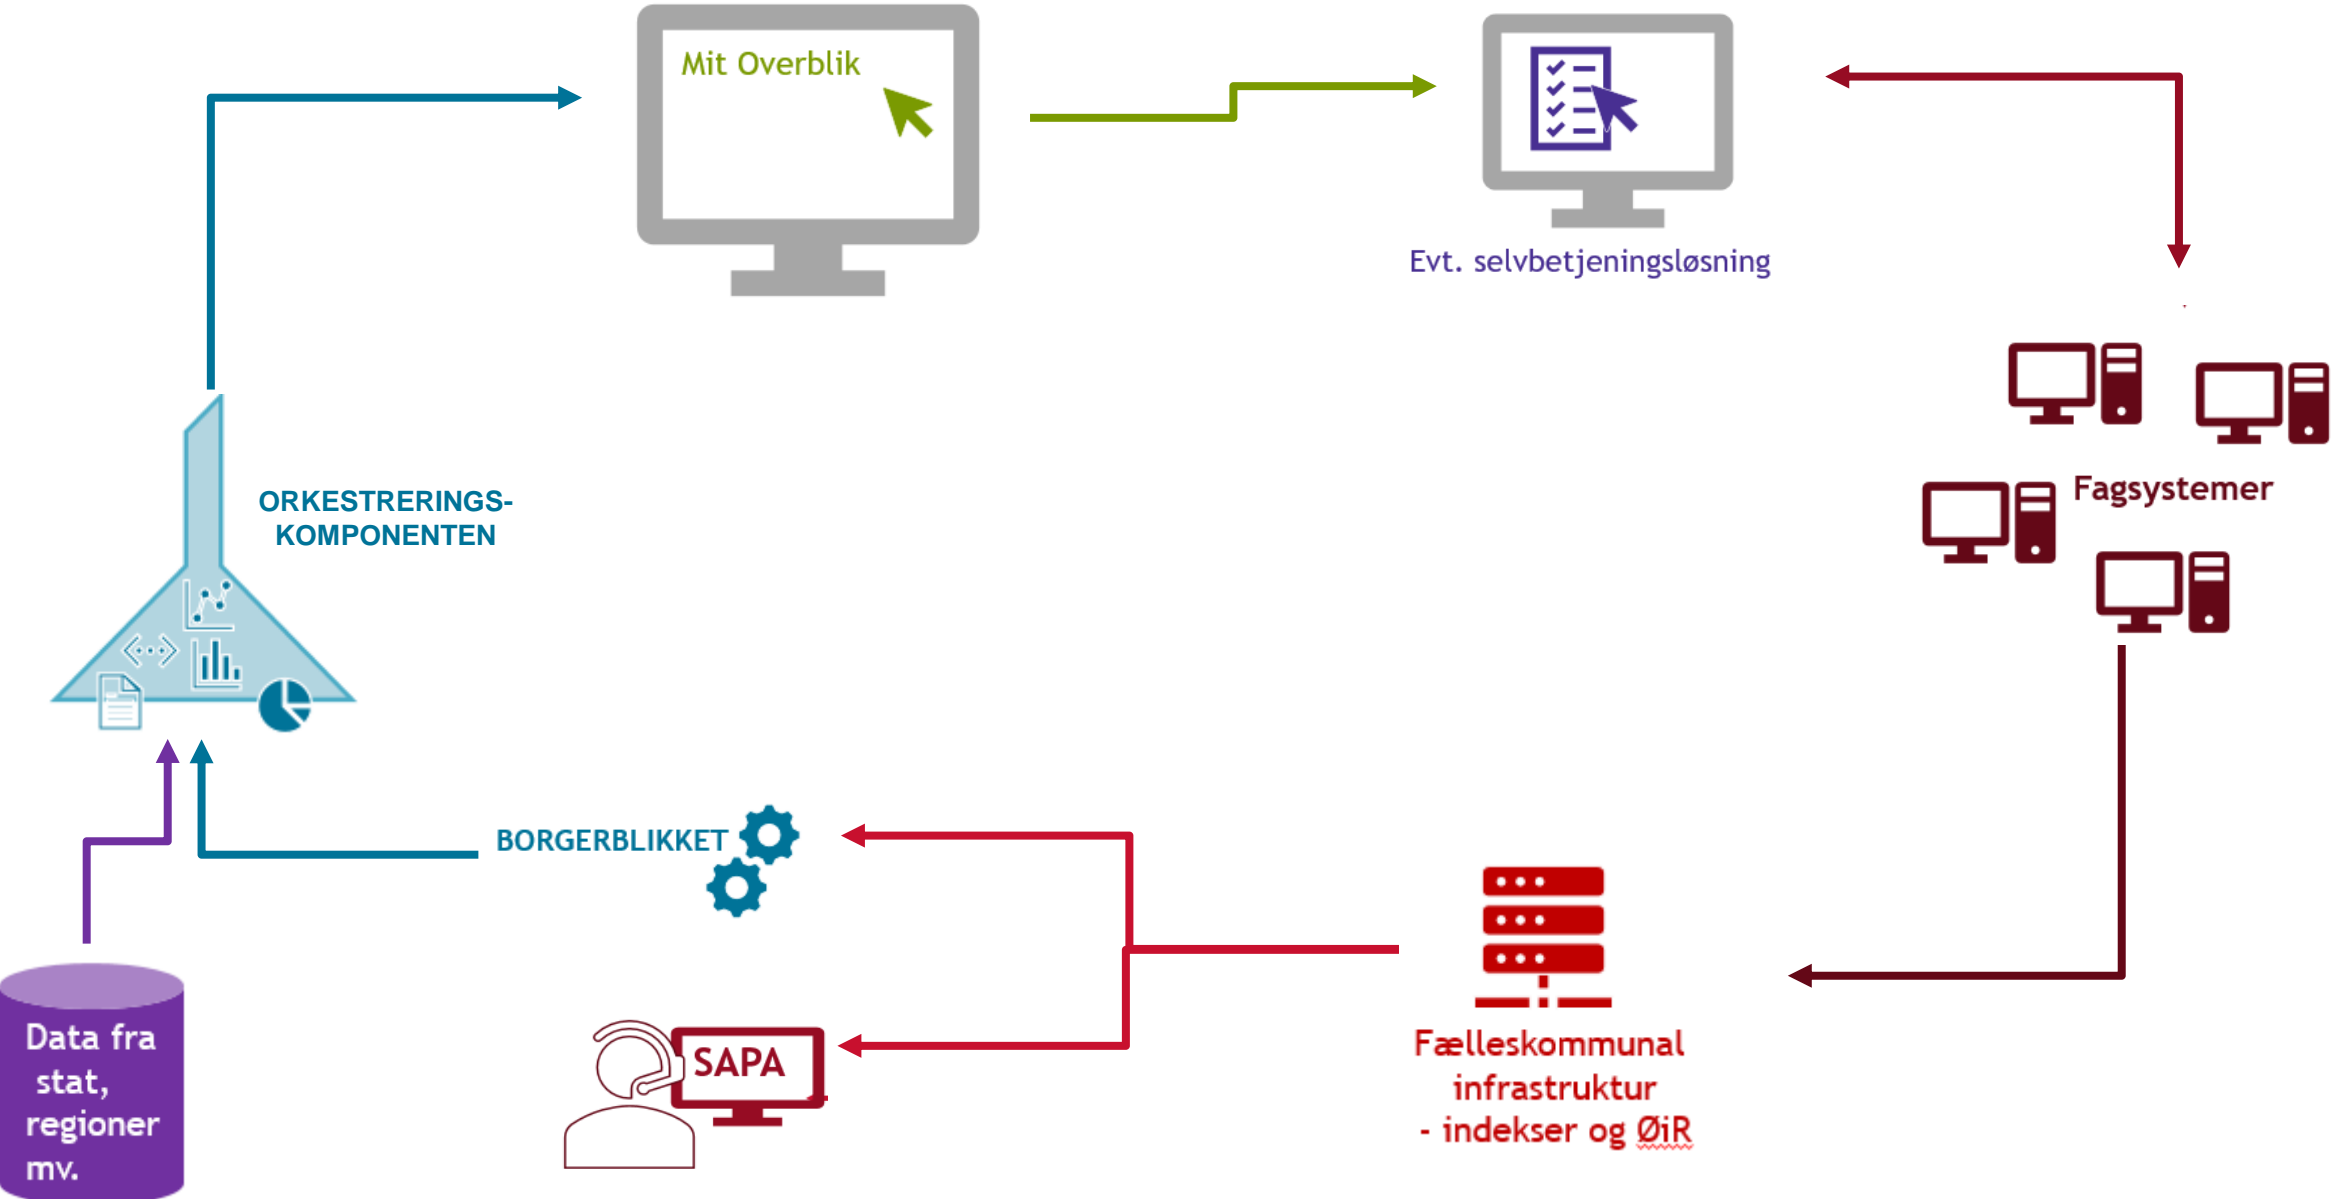 Mit Overblik
Evt. selvbetjeningsløsning
Fagsystemer
ORKESTRERINGS-
KOMPONENTEN
BORGERBLIKKET
SAPA
Data fra
stat,
regioner
mv.
Fælleskommunal
infrastruktur
- indekser og ØiR